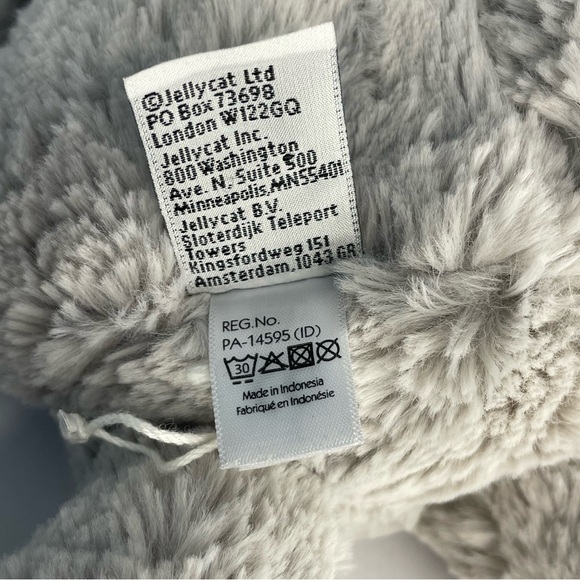 ©Jellycat Ltd
PO Box 73698
London W122GQ
Jellycat Inc.
800 Washington
Ave. N, Suite 500
Minneapolis,MN55401
Jellycat B.V.
Sloterdijk Teleport
Towers
Kingsfordweg 151
Amsterdam,1043 GR
REG.No.
PA-14595 (ID)
30
Made in Indonesia
Fabriqué en Indonésie